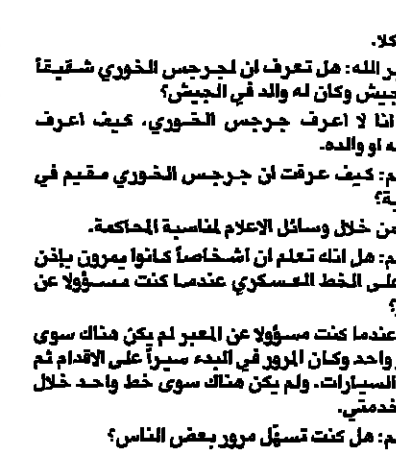 كلا.
ر الله: هل تعرف ان لجرجس الخوري شقيقاً
جيش وكان له والد في الجيش؟
انا لا اعرف جرجس الخوري، كيف اعرف
ه او والده.
م: كيف عرفت ان جرجس الخوري مقيم في
ية؟
من خلال وسائل الاعلام لمناسبة المحاكمة.
م: هل انك تعلم ان اشخاصاً كانوا يمرون بإذن
على الخط العسكري عندما كنت مسؤولا عن
؟
عندما كنت مسؤولا عن المعبر لم يكن هناك سوى
واحد وكان المرور في البدء سيراً على الاقدام ثم
السيارات. ولم يكن هناك سوى خط واحد خلال
خدمتي.
م: هل كنت تسهّل مرور بعض الناس؟